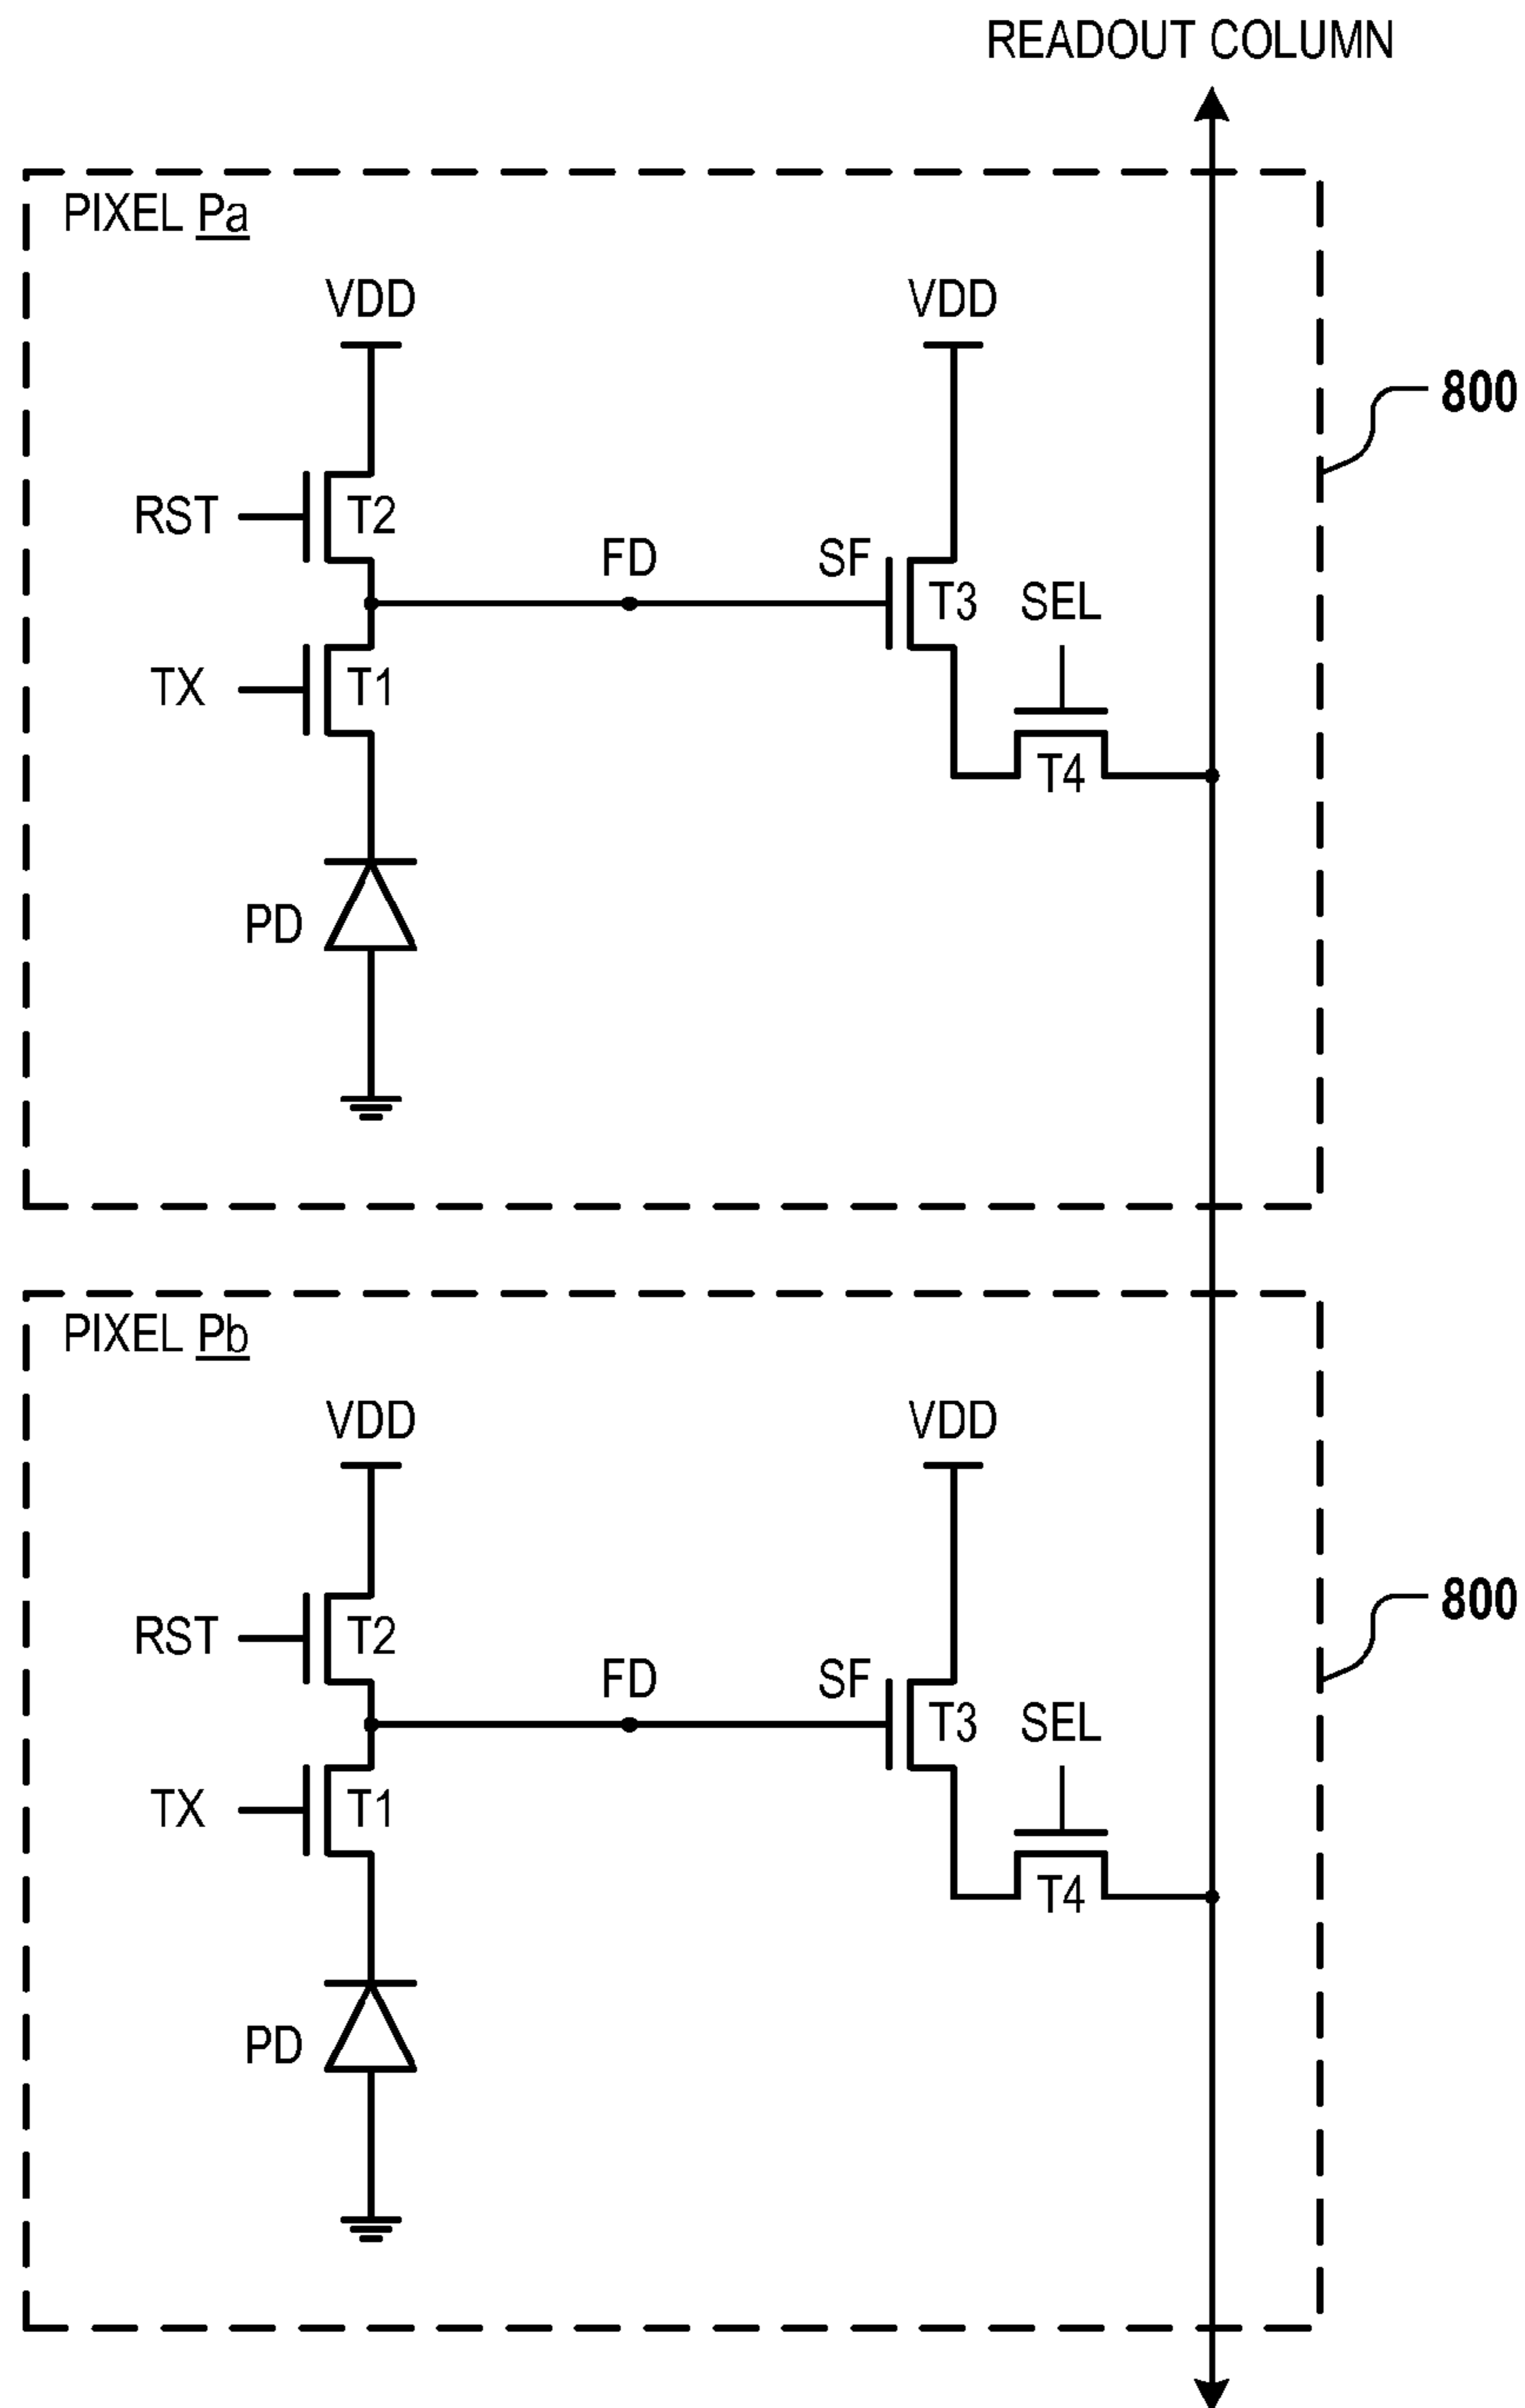 READOUT COLUMN
PIXEL Pa
VDD
VDD
800
RST
T2
FD
SF
T3
SEL
TX
T1
T4
PD
PIXEL Pb
VDD
VDD
800
RST
T2
FD
SF
T3
SEL
TX
T1
T4
PD